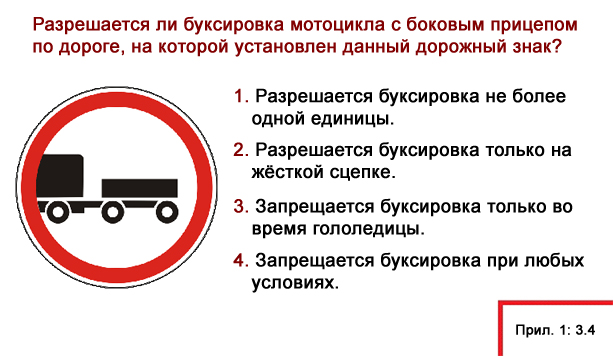 Разрешается ли буксировка мотоцикла с боковым прицепом
по дороге, на которой установлен данный дорожный знак?
1. Разрешается буксировка не более
одной единицы.
2. Разрешается буксировка только на
жёсткой сцепке.
3. Запрещается буксировка только во
время гололедицы.
4. Запрещается буксировка при любых
условиях.
Прил. 1: 3.4